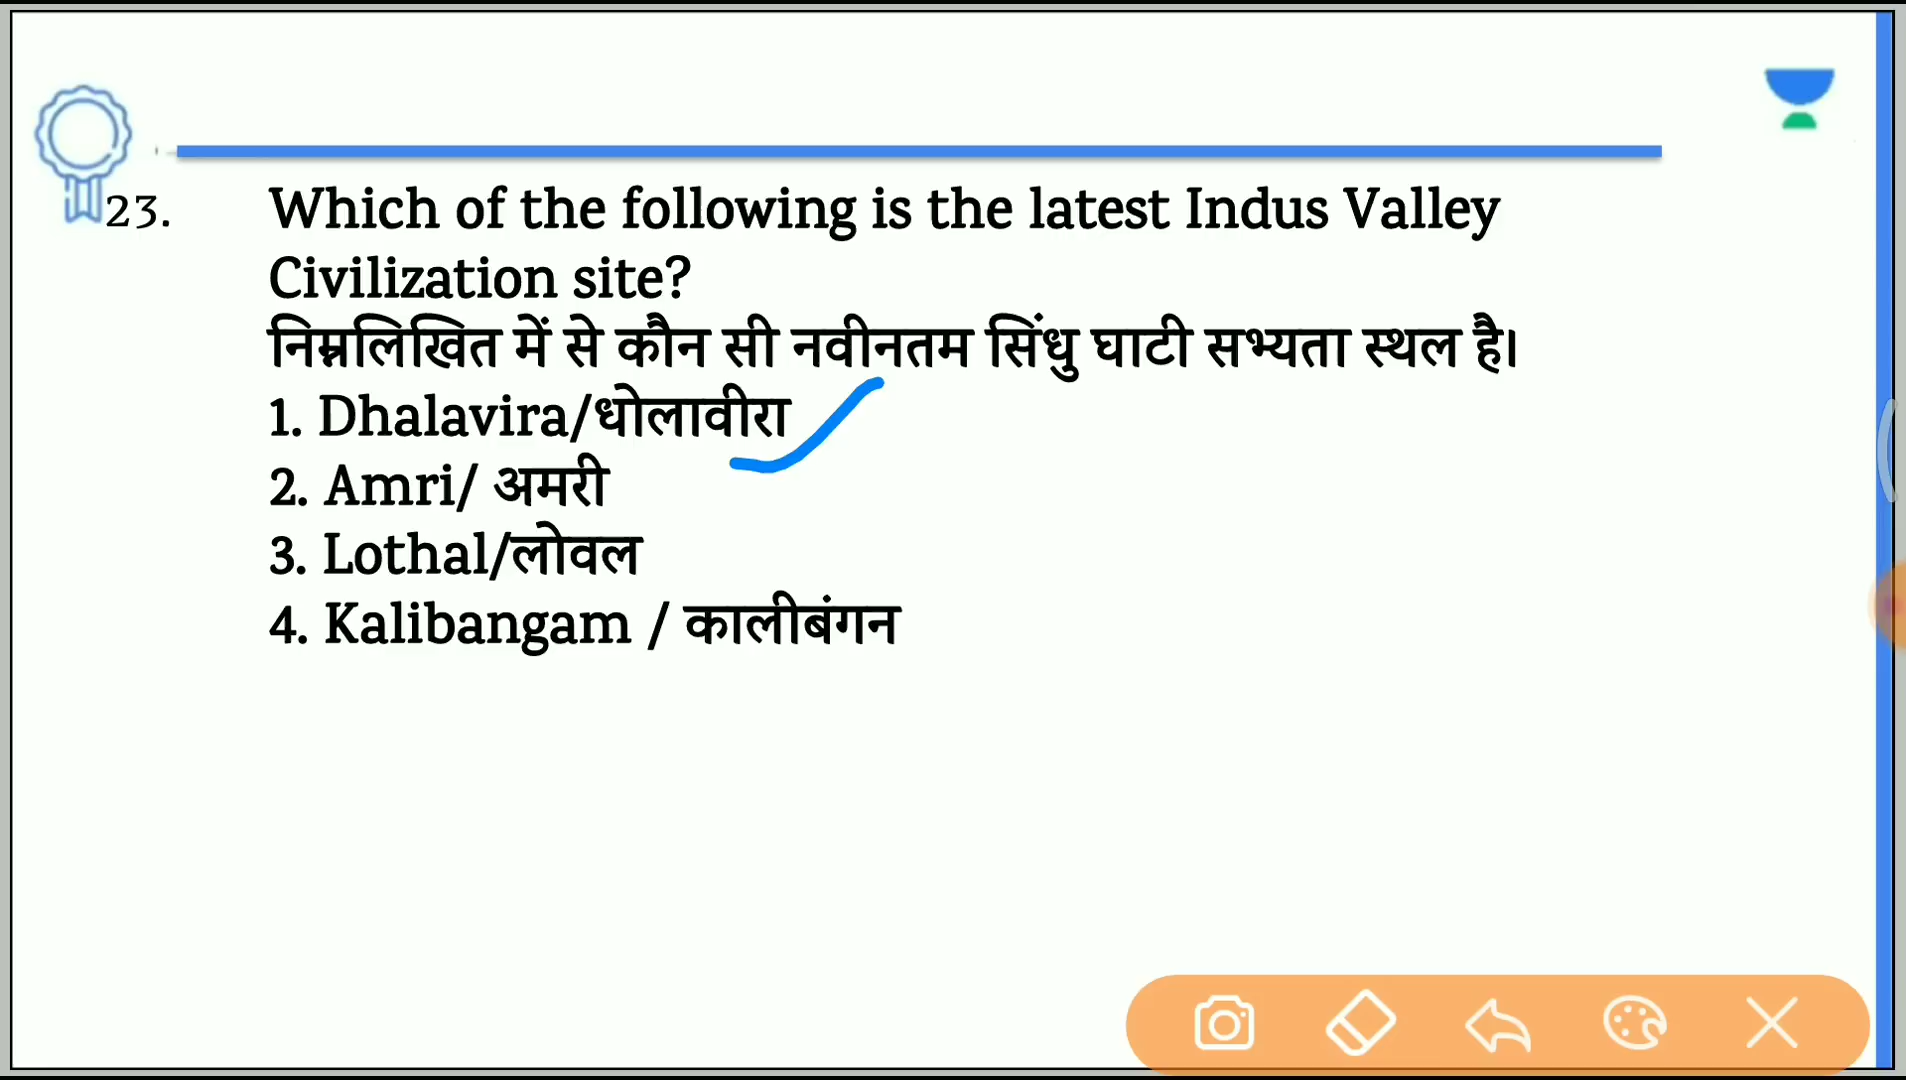 23. Which of the following is the latest Indus Valley
Civilization site?
निम्नलिखित में से कौन सी नवीनतम सिंधु घाटी सभ्यता स्थल है।
1. Dhalavira/धोलावीरा
2. Amri/ अमरी
3. Lothal/लोवल
4. Kalibangam / कालीबंगन